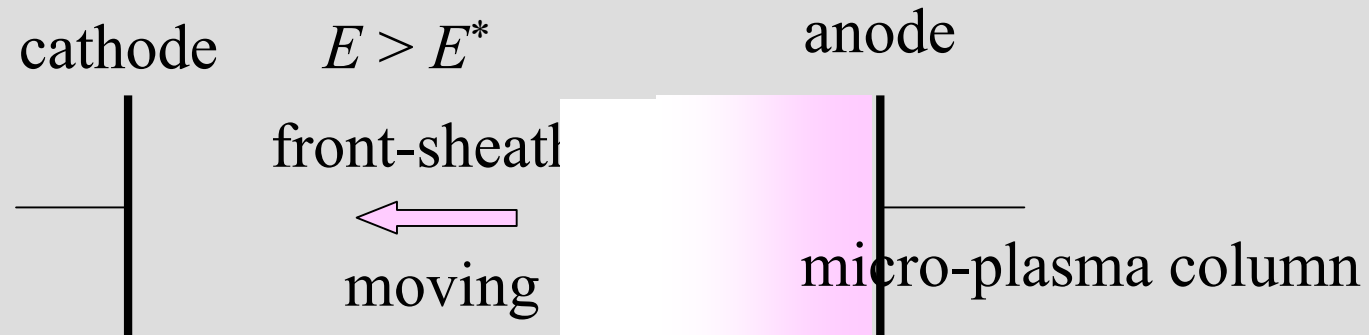 cathode
E > E*
anode
front-sheath
moving
micro-plasma column